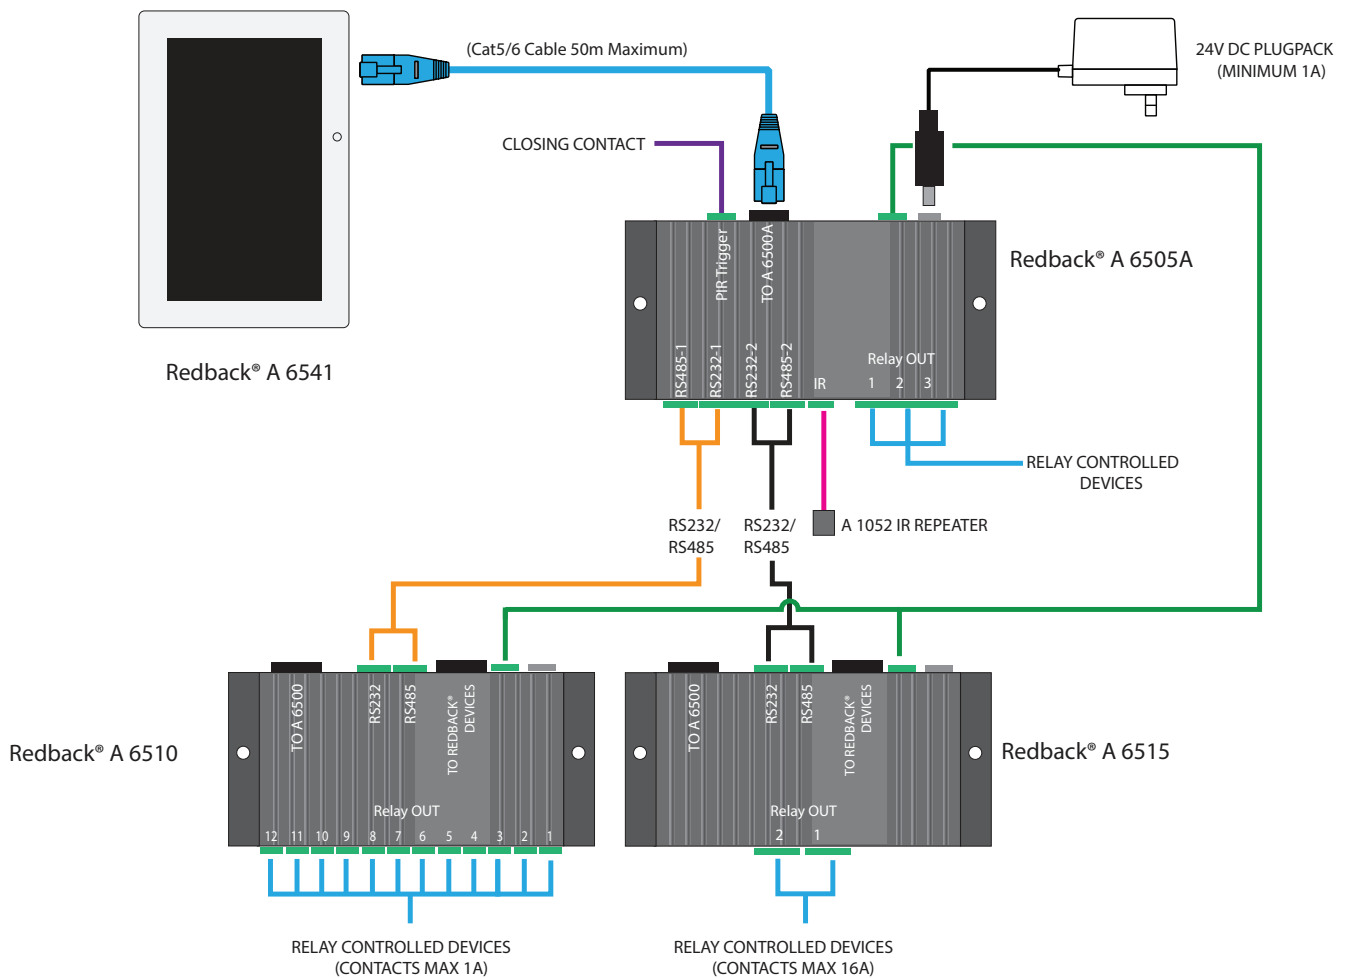 (Cat5/6 Cable 50m Maximum)
24V DC PLUGPACK
(MINIMUM 1A)
CLOSING CONTACT
Redback® A 6505A
PIR Trigger
TO A 6500A
RS485-1
RS232-1
RS232-2
RS485-2
IR
Relay OUT
1 2 3
Redback® A 6541
RELAY CONTROLLED
DEVICES
RS232/
RS485
RS232/
RS485
A 1052 IR REPEATER
Redback® A 6510
TO A 6500
RS232
RS485
TO REDBACK®
DEVICES
Relay OUT
12 11 10 9 8 7 6 5 4 3 2 1
TO A 6500
RS232
RS485
TO REDBACK®
DEVICES
Relay OUT
2 1
Redback® A 6515
RELAY CONTROLLED DEVICES
(CONTACTS MAX 1A)
RELAY CONTROLLED DEVICES
(CONTACTS MAX 16A)